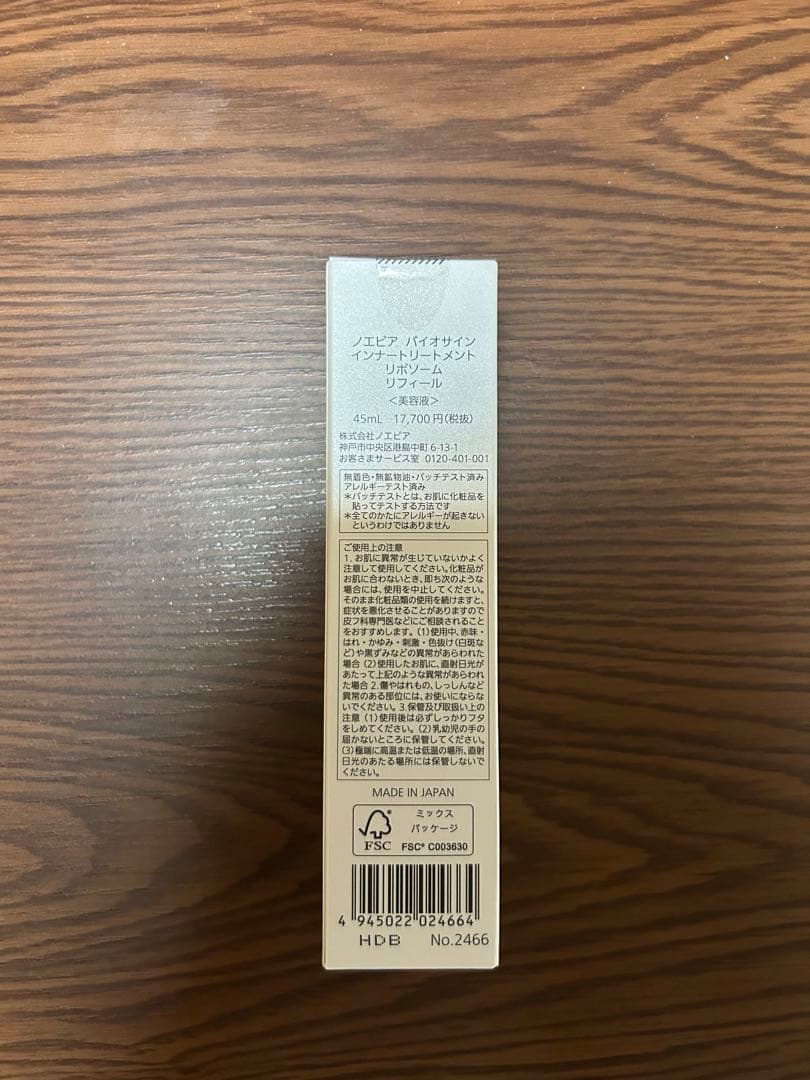 ノエビア バイオサイン
インナートリートメント
リポソーム
リフィール
＜美容液＞
45mL 17,700円(税抜)
株式会社ノエビア
神戸市中央区港島中町6-13-1
お客さまサービス室 0120-401-001
無着色・無鉱物油・パッチテスト済み
アレルギーテスト済み
＊パッチテストとは、お肌に化粧品を
貼ってテストする方法です
＊全てのかたにアレルギーが起きない
というわけではありません
ご使用上の注意
1. お肌に異常が生じていないかよく
注意して使用してください。化粧品が
お肌に合わないとき、即ち次のような
場合には、使用を中止してください。
そのまま化粧品類の使用を続けますと、
症状を悪化させることがありますので
皮フ科専門医などにご相談されること
をおすすめします。(1)使用中、赤味・
はれ・かゆみ・刺激・色抜け(白斑な
ど)や黒ずみなどの異常があらわれた
場合 (2)使用したお肌に、直射日光が
あたって上記のような異常があらわれ
た場合 2. 傷やはれもの、しっしんなど
異常のある部位には、お使いにならな
いでください。3. 保管及び取扱い上の
注意 (1)使用後は必ずしっかりフタ
をしめてください。(2)乳幼児の手の
届かないところに保管してください。
(3)極端に高温または低温の場所、直射
日光のあたる場所には保管しないで
ください。
MADE IN JAPAN
ミックス
パッケージ
FSC
FSC® C003630
4 945022 024664
HDB No.2466